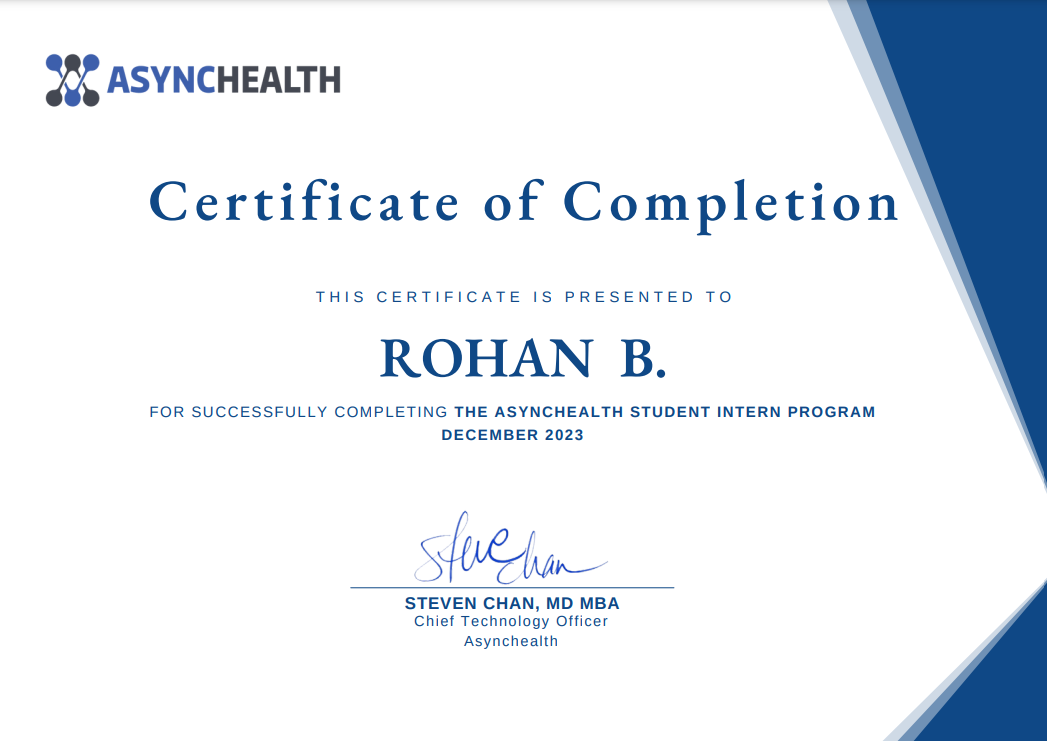 ASYNCHEALTH
Certificate of Completion
THIS CERTIFICATE IS PRESENTED TO
ROHAN B.
FOR SUCCESSFULLY COMPLETING THE ASYNCHEALTH STUDENT INTERN PROGRAM
DECEMBER 2023
Steve Chan
STEVEN CHAN, MD MBA
Chief Technology Officer
Asynchealth